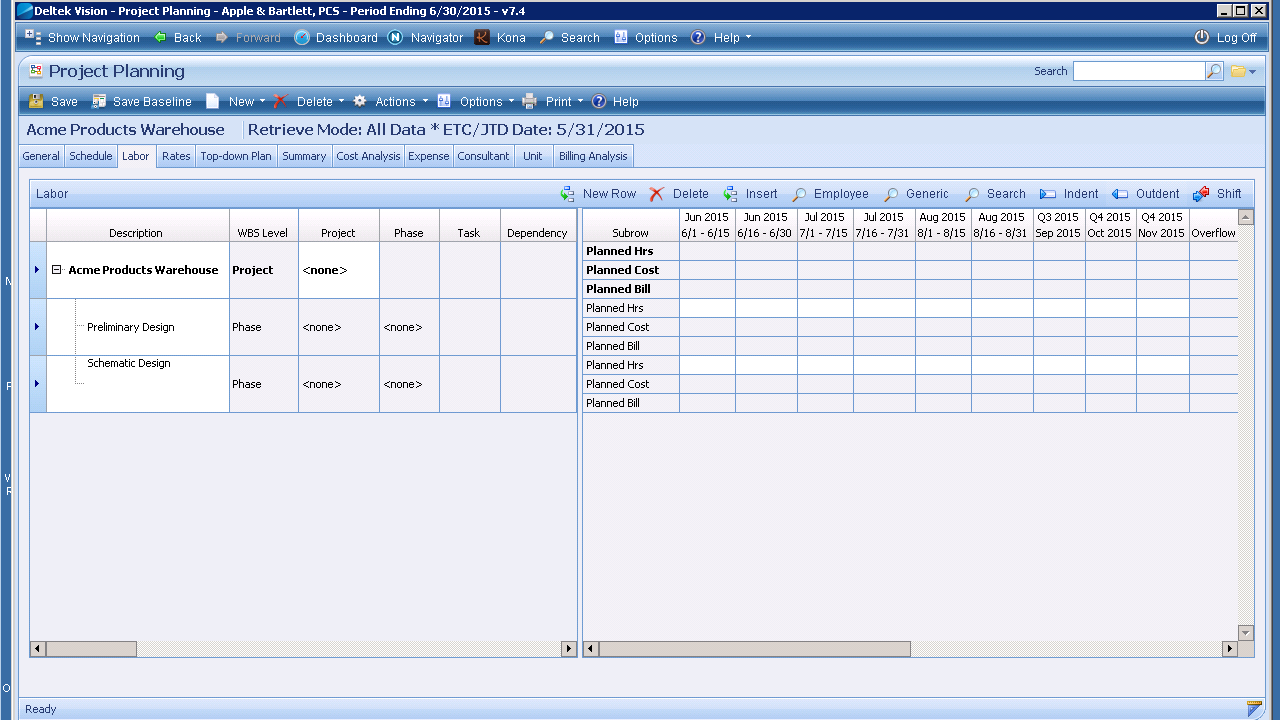 Deltek Vision - Project Planning - Apple & Bartlett, PCS - Period Ending 6/30/2015 - v7.4
Show Navigation Back Forward Dashboard Navigator Kona Search Options Help Log Off
Project Planning Search
Save Save Baseline New Delete Actions Options Print Help
Acme Products Warehouse Retrieve Mode: All Data * ETC/JTD Date: 5/31/2015
General Schedule Labor Rates Top-down Plan Summary Cost Analysis Expense Consultant Unit Billing Analysis
Labor New Row Delete Insert Employee Generic Search Indent Outdent Shift
Jun 2015 Jun 2015 Jul 2015 Jul 2015 Aug 2015 Aug 2015 Q3 2015 Q4 2015 Q4 2015
Description WBS Level Project Phase Task Dependency Subrow 6/1 - 6/15 6/16 - 6/30 7/1 - 7/15 7/16 - 7/31 8/1 - 8/15 8/16 - 8/31 Sep 2015 Oct 2015 Nov 2015 Overflow
Planned Hrs
Acme Products Warehouse Project <none> Planned Cost
Planned Bill
Planned Hrs
Preliminary Design Phase <none> <none> Planned Cost
Planned Bill
Schematic Design Planned Hrs
Phase <none> <none> Planned Cost
Planned Bill
Ready